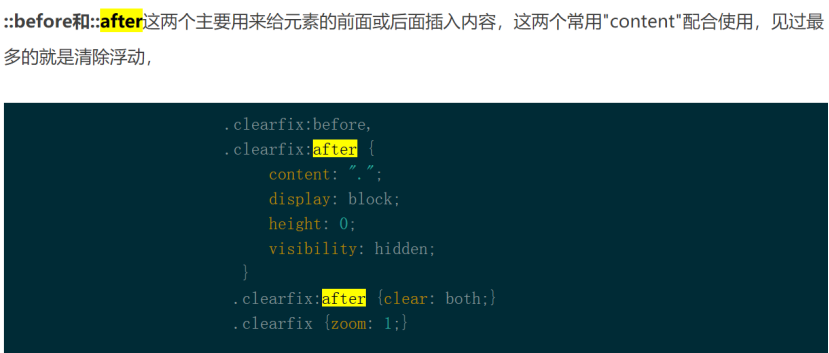 ::before和::after这两个主要用来给元素的前面或后面插入内容，这两个常用"content"配合使用，见过最
多的就是清除浮动，
.clearfix:before,
.clearfix:after {
content: ".";
display: block;
height: 0;
visibility: hidden;
}
.clearfix:after {clear: both;}
.clearfix {zoom: 1;}